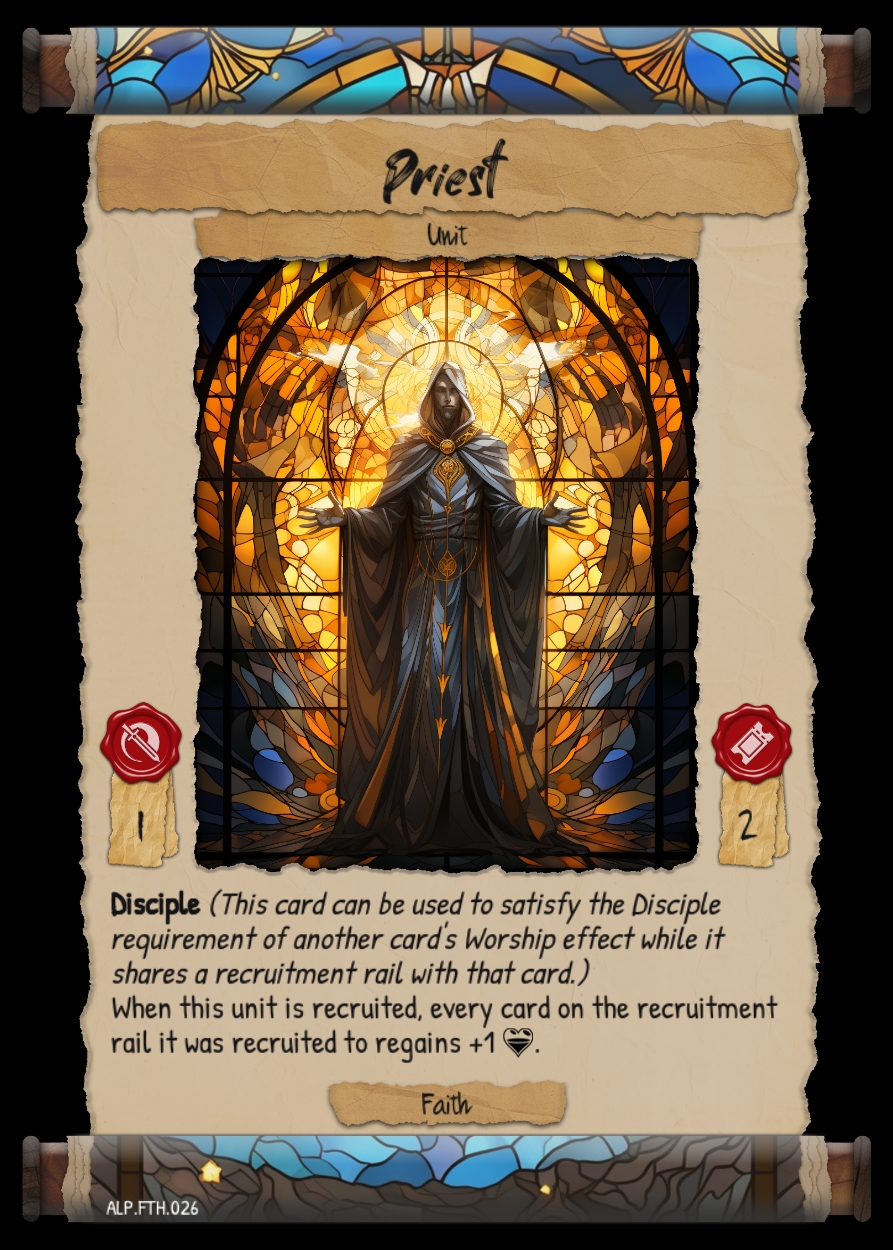 Priest
Unit
1
2
Disciple (This card can be used to satisfy the Disciple
requirement of another card's Worship effect while it
shares a recruitment rail with that card.)
When this unit is recruited, every card on the recruitment
rail it was recruited to regains +1 .
Faith
ALP.FTH.026